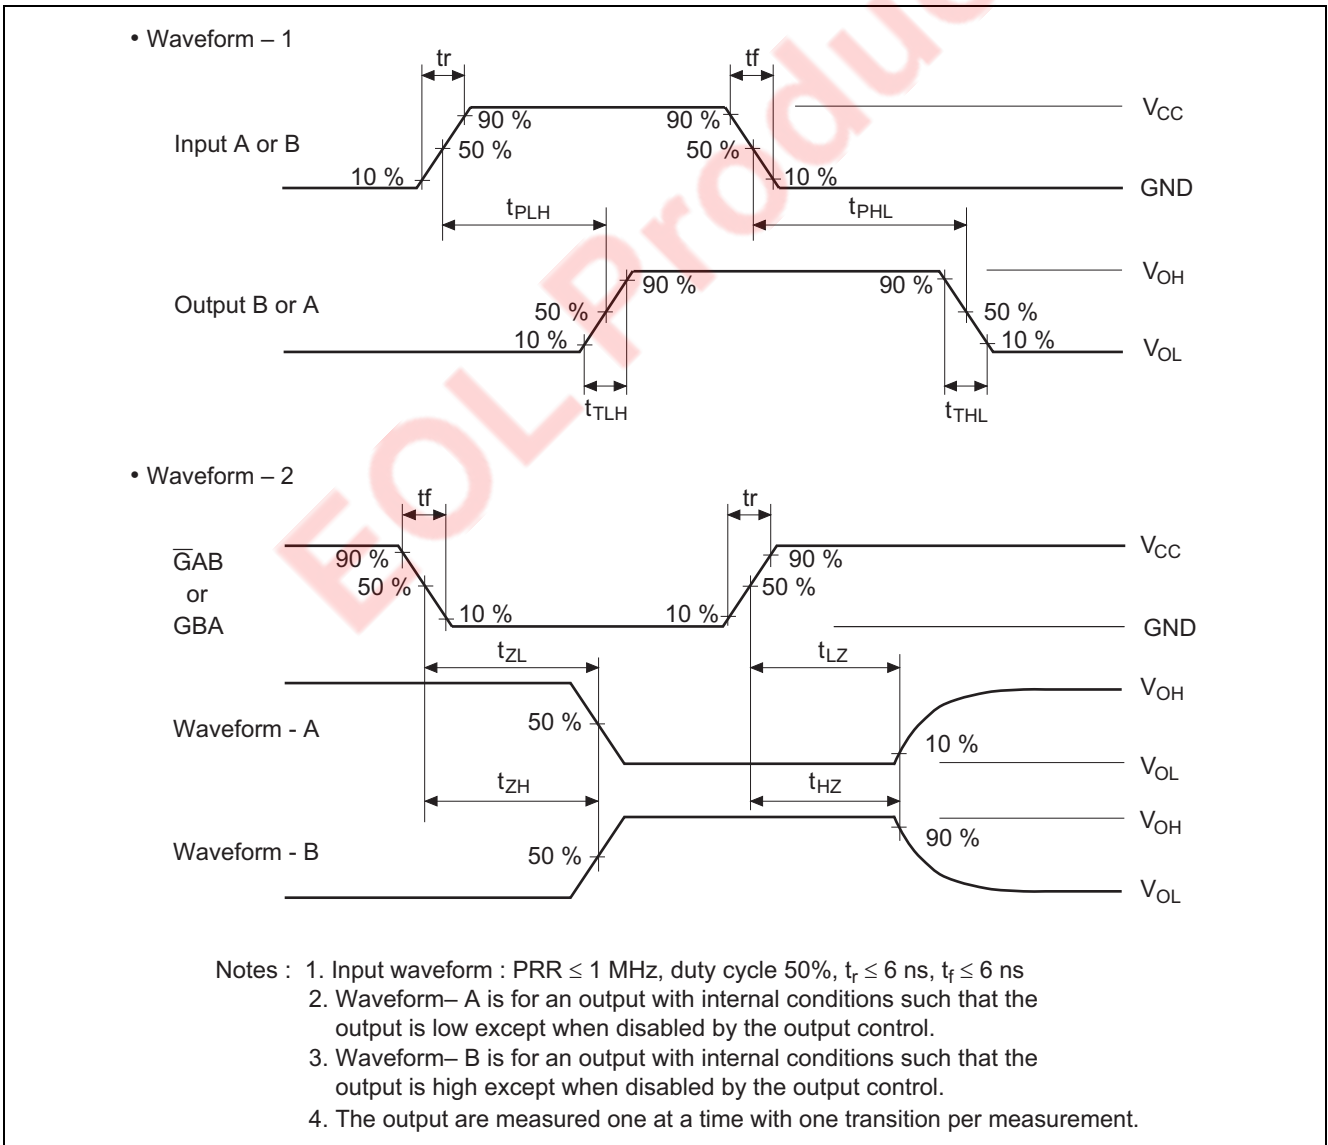 • Waveform – 1
tr
tf
90 %
90 %
VCC
Input A or B
50 %
50 %
10 %
10 %
GND
tPLH
tPHL
90 %
90 %
VOH
Output B or A
50 %
50 %
10 %
10 %
VOL
tTLH
tTHL
• Waveform – 2
tf
tr
G̅AB
or
GBA
90 %
90 %
VCC
50 %
50 %
10 %
10 %
GND
tZL
tLZ
VOH
Waveform - A
50 %
10 %
VOL
tZH
tHZ
VOH
Waveform - B
50 %
90 %
VOL
Notes : 1. Input waveform : PRR ≤ 1 MHz, duty cycle 50%, tr ≤ 6 ns, tf ≤ 6 ns
2. Waveform– A is for an output with internal conditions such that the
output is low except when disabled by the output control.
3. Waveform– B is for an output with internal conditions such that the
output is high except when disabled by the output control.
4. The output are measured one at a time with one transition per measurement.
EOL Produc